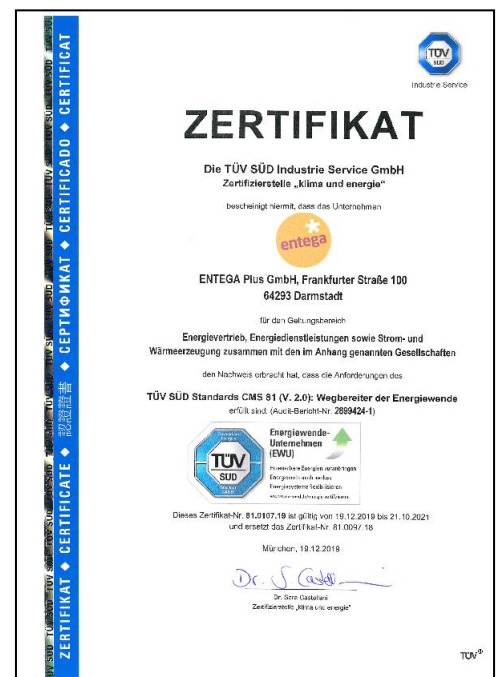 TÜV
SÜD
Industrie Service
ZERTIFIKAT
Die TÜV SÜD Industrie Service GmbH
Zertifizierstelle „klima und energie“
bescheinigt hiermit, dass das Unternehmen
entega
ENTEGA Plus GmbH, Frankfurter Straße 100
64293 Darmstadt
für den Geltungsbereich
Energievertrieb, Energiedienstleistungen sowie Strom- und
Wärmeerzeugung zusammen mit den im Anhang genannten Gesellschaften
den Nachweis erbracht hat, dass die Anforderungen des
TÜV SÜD Standards CMS 81 (V. 2.0): Wegbereiter der Energiewende
erfüllt sind. (Audit-Bericht-Nr. 2899424-1)
TÜV
SÜD
Energiewende-
Unternehmen
(EWU)
Erneuerbare Energien voranbringen
Dieses Zertifikat-Nr. 81.0107.19 ist gültig von 19.12.2019 bis 21.10.2021
und ersetzt das Zertifikat-Nr. 81.0097.18
München, 19.12.2019
Dr. Sara Castellani
Zertifizierstelle „klima und energie“
TÜV®
ZERTIFIKAT ◆ CERTIFICATE ◆ 認證證書 ◆ СЕРТИФИКАТ ◆ CERTIFICADO ◆ CERTIFICAT